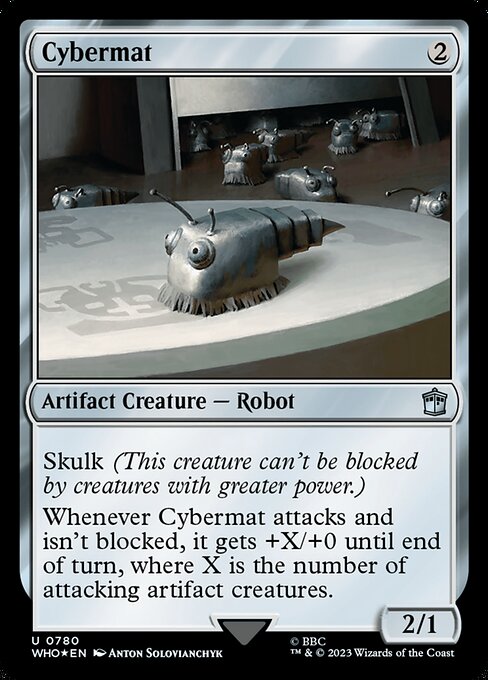 Cybermat 2
Artifact Creature — Robot
Skulk (This creature can't be blocked
by creatures with greater power.)
Whenever Cybermat attacks and
isn't blocked, it gets +X/+0 until end
of turn, where X is the number of
attacking artifact creatures.
2/1
U 0780
WHO★EN Anton Solovianchyk
© BBC
™ & © 2023 Wizards of the Coast